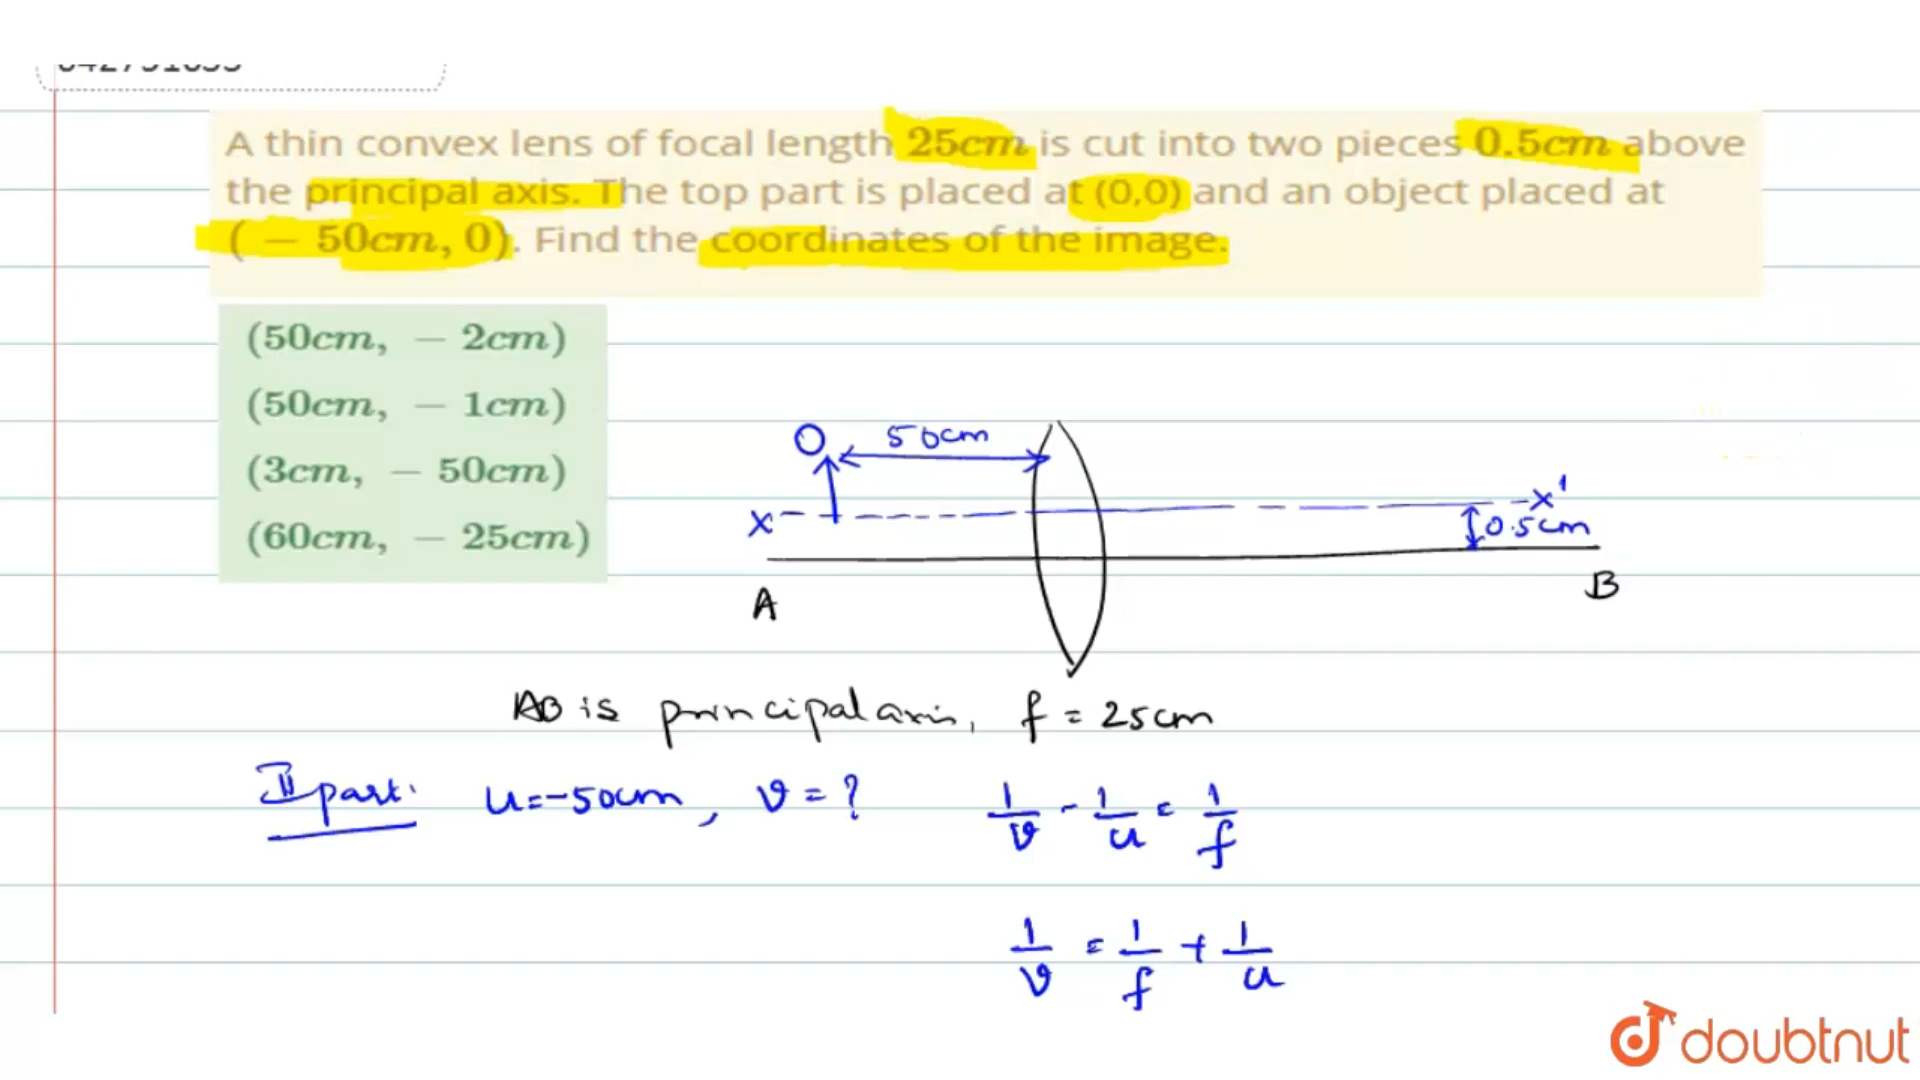 A thin convex lens of focal length 25cm is cut into two pieces 0.5cm above
the principal axis. The top part is placed at (0,0) and an object placed at
(−50cm, 0). Find the coordinates of the image.
(50cm, −2cm)
(50cm, −1cm)
(3cm, −50cm)
(60cm, −25cm)
O 50cm
X X'
0.5cm
A B
AB is principal axis, f = 25cm
II part: u=-50cm, v=? 1/v - 1/u = 1/f
1/v = 1/f + 1/u
doubtnut